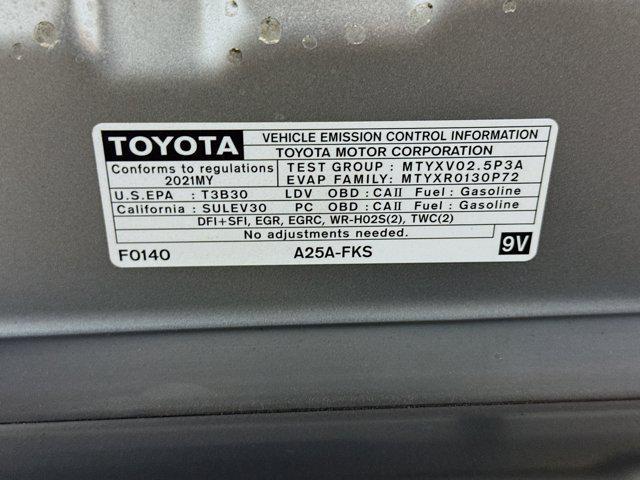 TOYOTA
VEHICLE EMISSION CONTROL INFORMATION
TOYOTA MOTOR CORPORATION
Conforms to regulations
2021MY
TEST GROUP : MTYXV02.5P3A
EVAP FAMILY: MTYXR0130P72
U.S.EPA : T3B30 LDV OBD : CAII Fuel : Gasoline
California : SULEV30 PC OBD : CAII Fuel : Gasoline
DFI+SFI, EGR, EGRC, WR-HO2S(2), TWC(2)
No adjustments needed.
F0140 A25A-FKS 9V